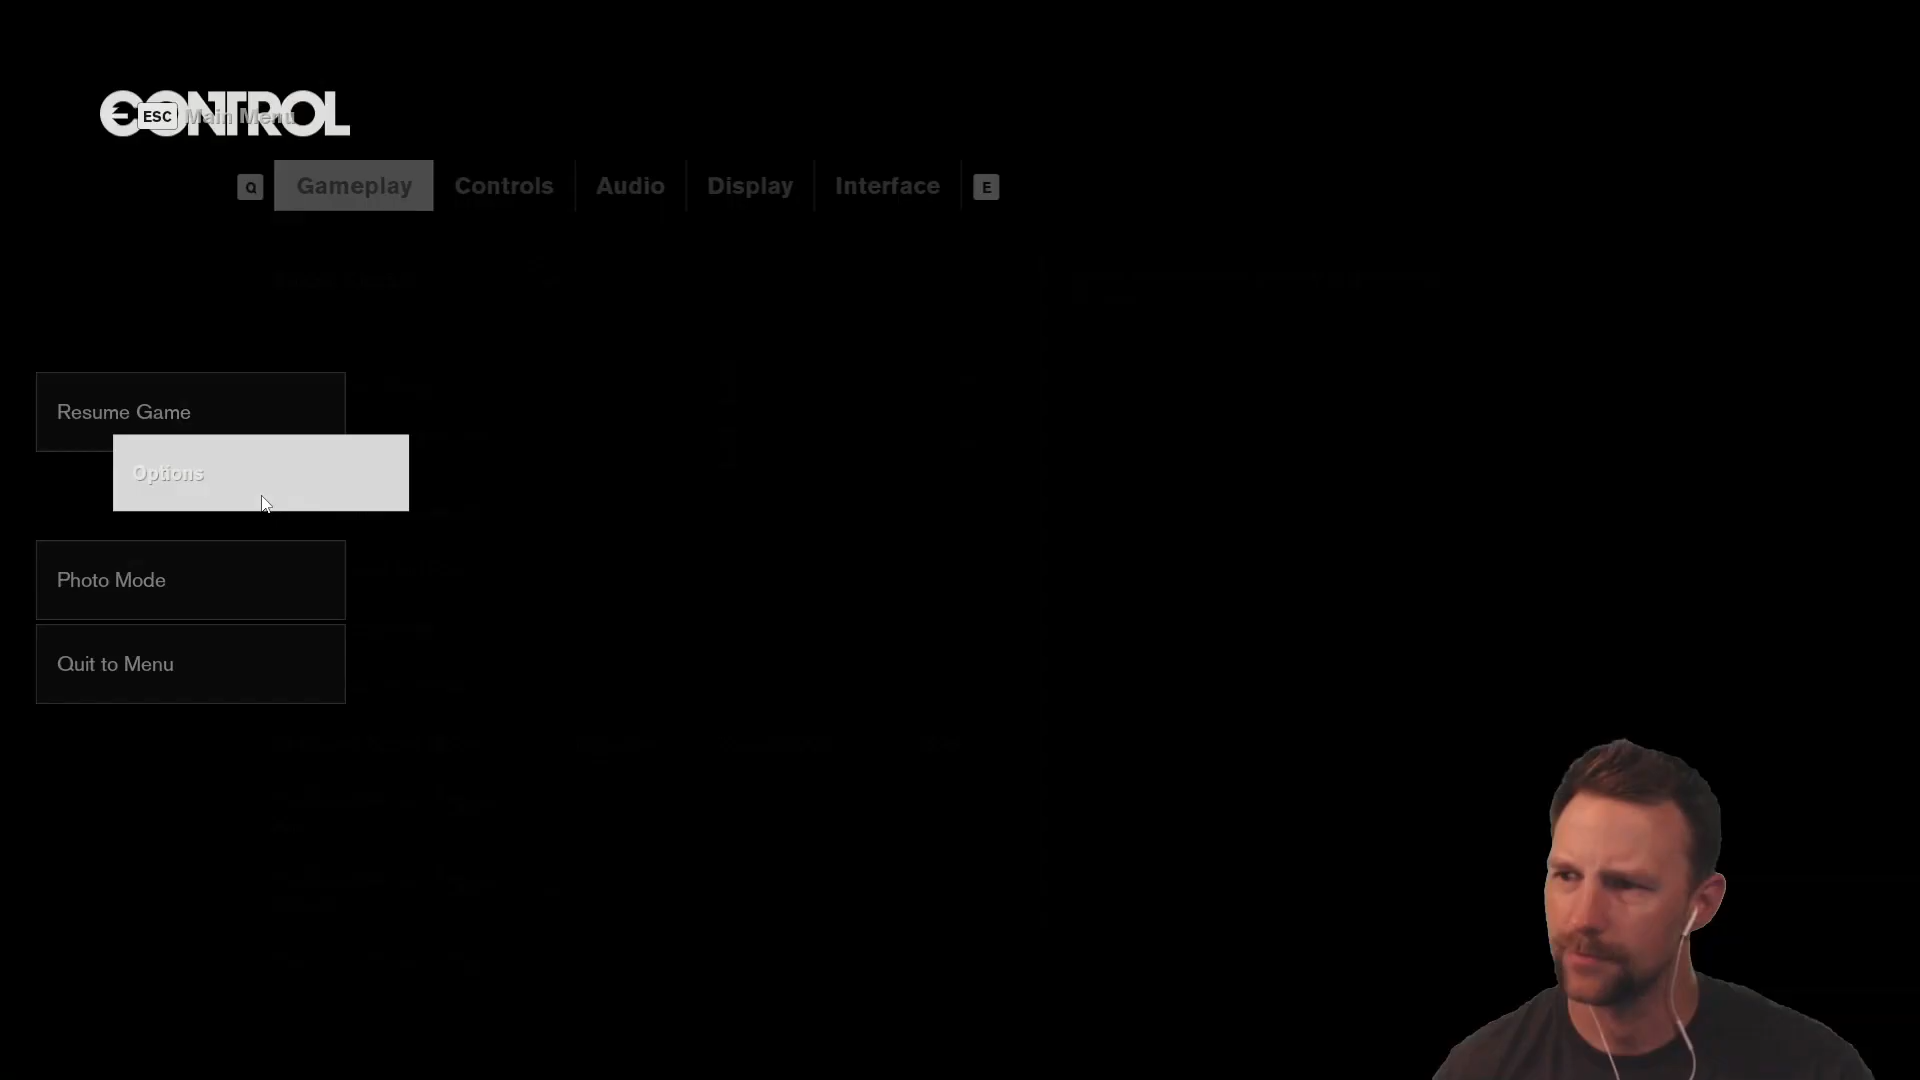 CONTROL
ESC Main Menu
Q Gameplay Controls Audio Display Interface E
Resume Game
Options
Photo Mode
Quit to Menu